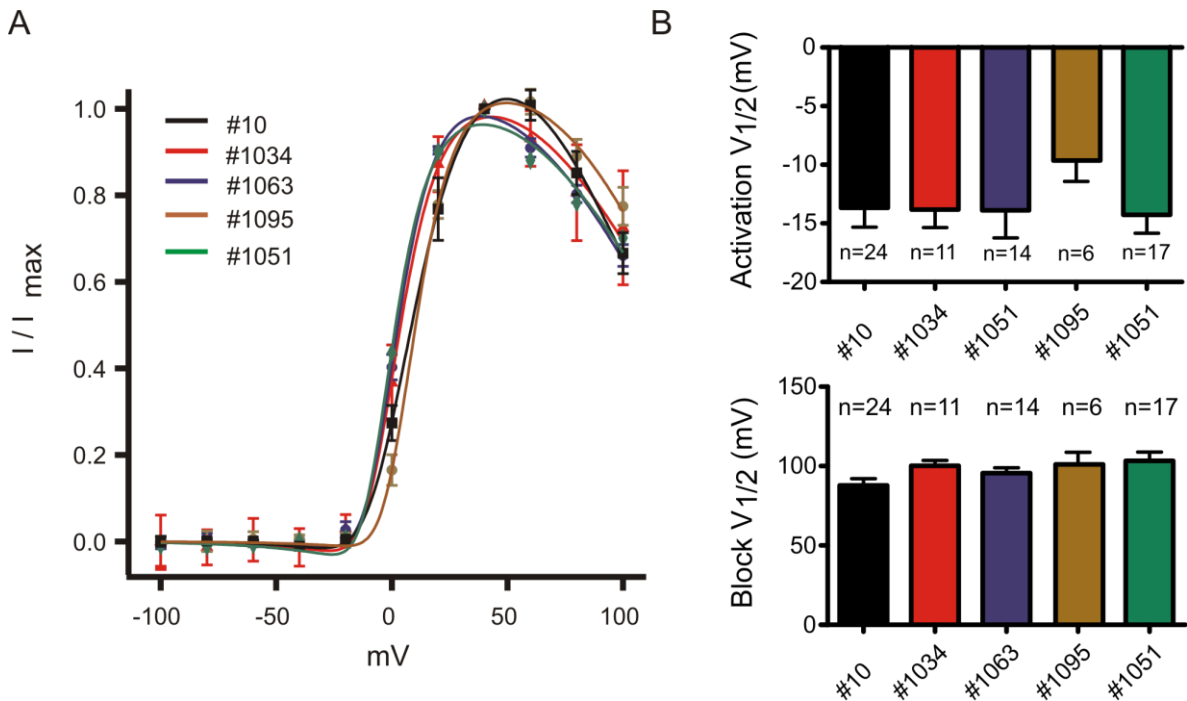 A
1.0
0.8
0.6
0.4
0.2
0.0
I / I max
#10
#1034
#1063
#1095
#1051
-100
-50
0
50
100
mV
B
0
-5
-10
-15
-20
Activation V1/2 (mV)
n=24 n=11 n=14 n=6 n=17
#10 #1034 #1051 #1095 #1051
150
100
50
0
Block V1/2 (mV)
n=24 n=11 n=14 n=6 n=17
#10 #1034 #1063 #1095 #1051